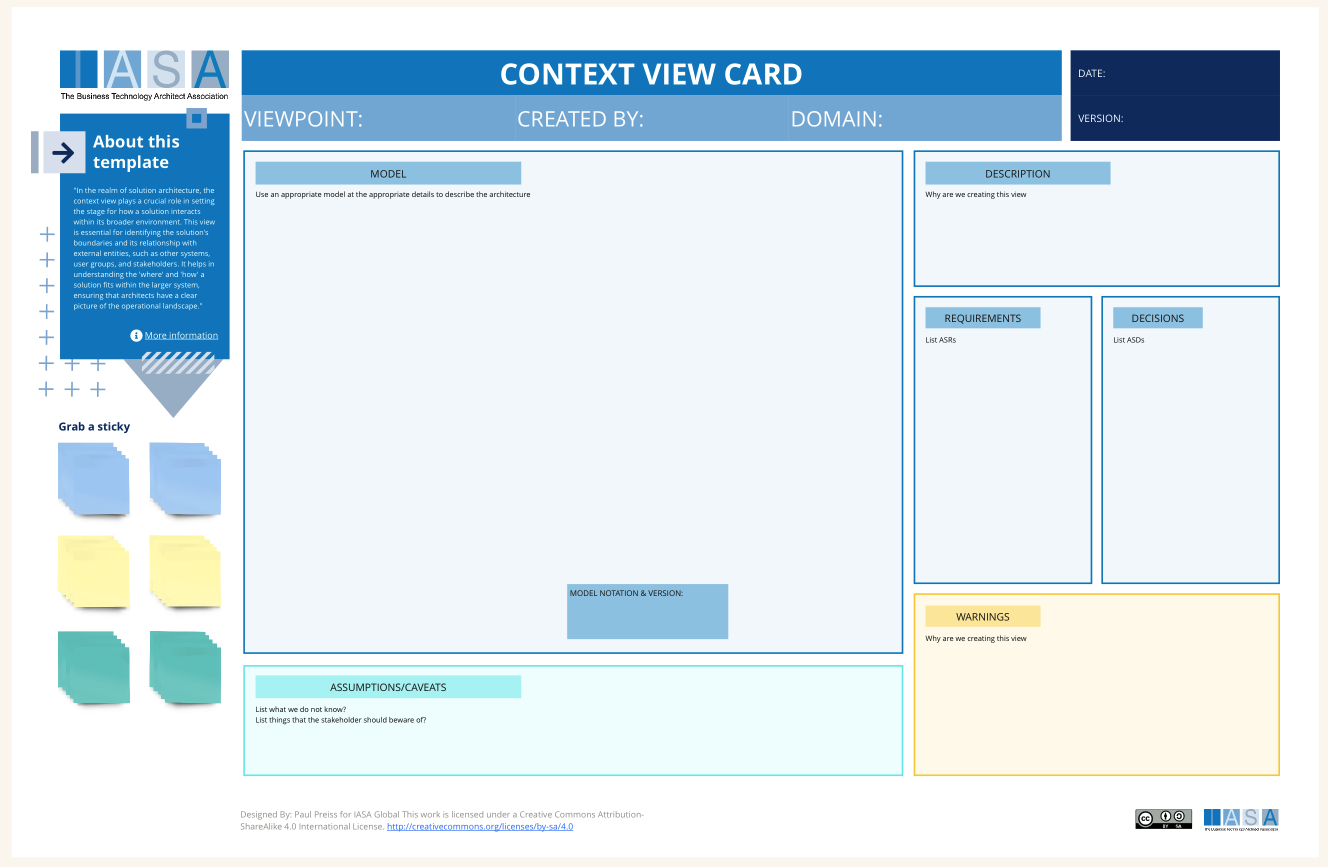 IASA
The Business Technology Architect Association
CONTEXT VIEW CARD
VIEWPOINT:
CREATED BY:
DOMAIN:
DATE:
VERSION:
About this
template
"In the realm of solution architecture, the
context view plays a crucial role in setting
the stage for how a solution interacts
within its broader environment. This view
is essential for identifying the solution's
boundaries and its relationship with
external entities, such as other systems,
user groups, and stakeholders. It helps in
understanding the 'where' and 'how' a
solution fits within the larger system,
ensuring that architects have a clear
picture of the operational landscape."
More information
Grab a sticky
MODEL
Use an appropriate model at the appropriate details to describe the architecture
MODEL NOTATION & VERSION:
DESCRIPTION
Why are we creating this view
REQUIREMENTS
List ASRs
DECISIONS
List ASDs
ASSUMPTIONS/CAVEATS
List what we do not know?
List things that the stakeholder should beware of?
WARNINGS
Why are we creating this view
Designed By: Paul Preiss for IASA Global This work is licensed under a Creative Commons Attribution-
ShareAlike 4.0 International License. http://creativecommons.org/licenses/by-sa/4.0
CC
BY SA
IASA
The Business Technology Architect Association